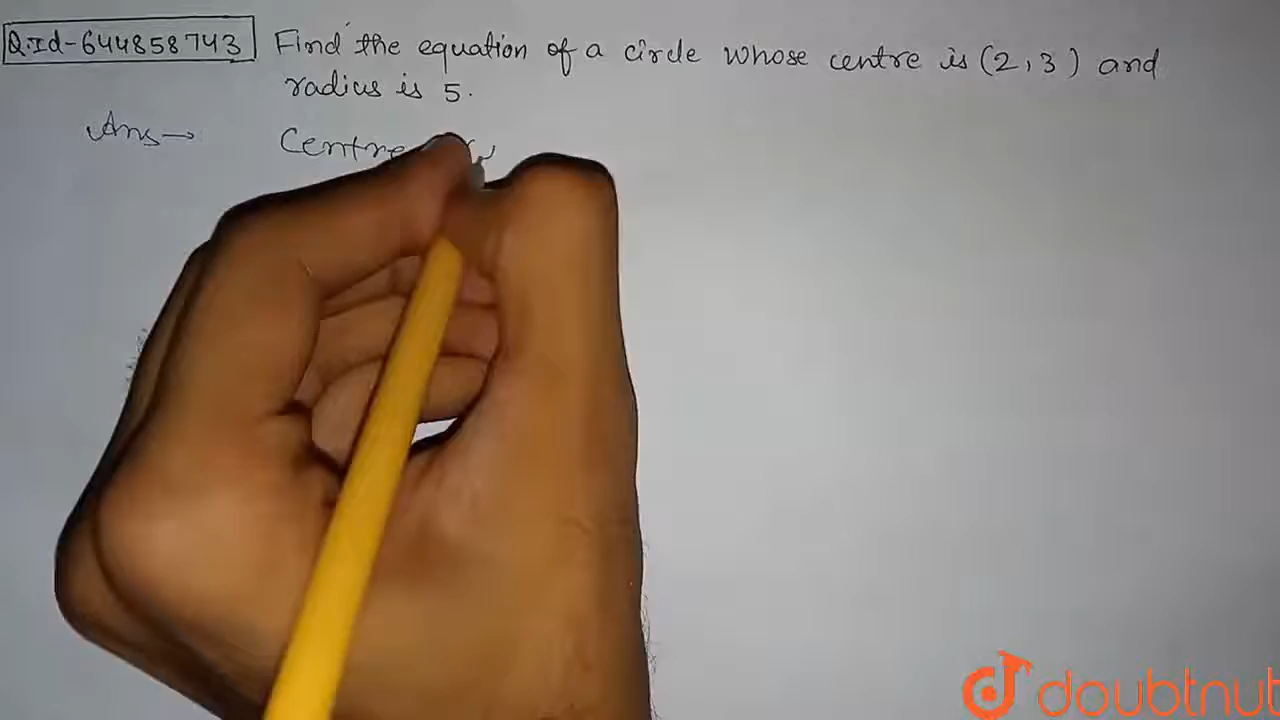 Q.Id-644858743 Find the equation of a circle whose centre is (2,3) and
radius is 5.
Ans→ Centre
doubtnut